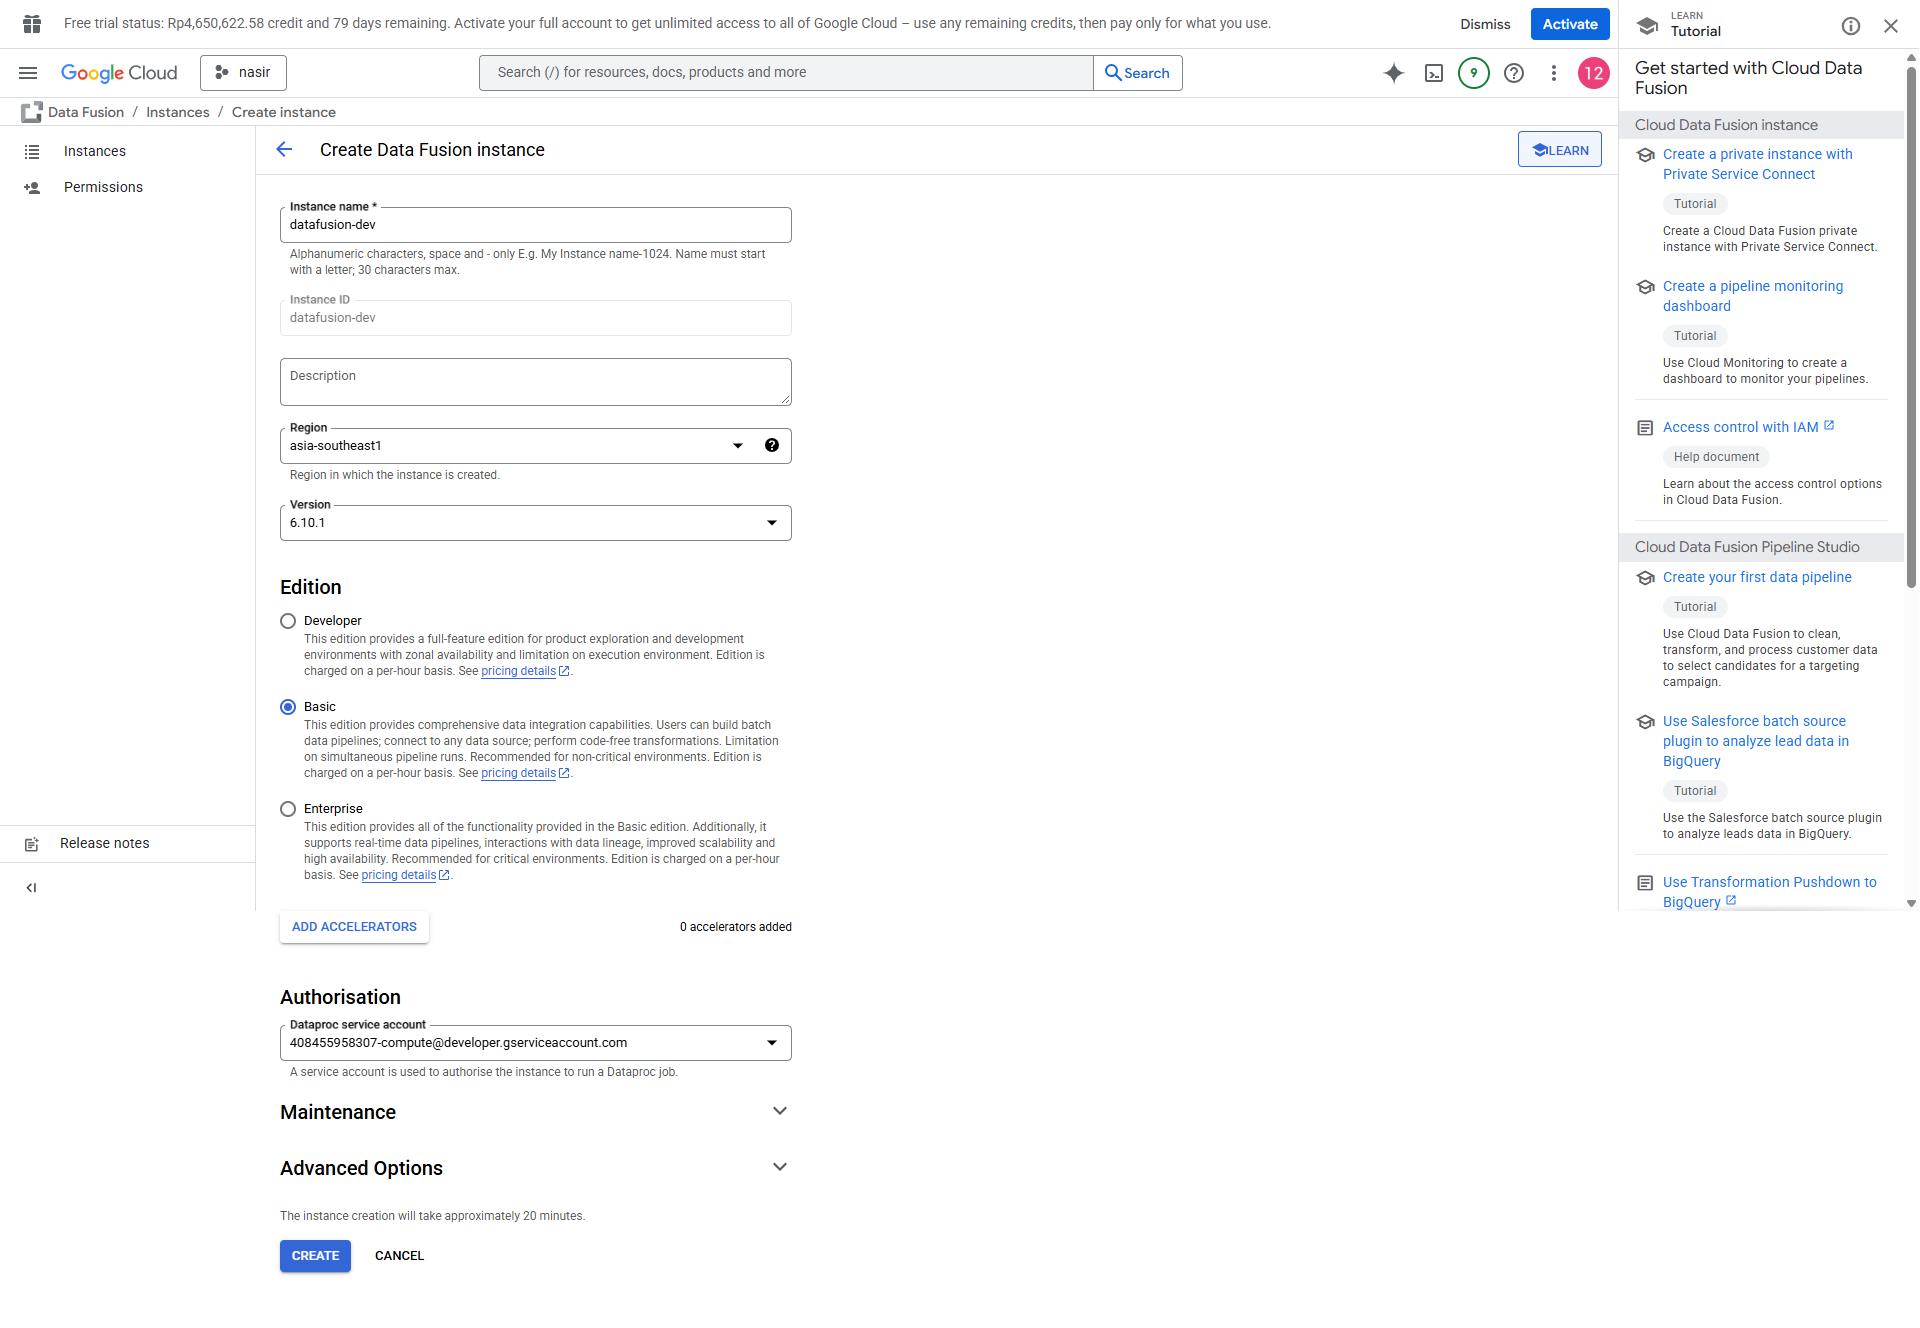 Free trial status: Rp4,650,622.58 credit and 79 days remaining. Activate your full account to get unlimited access to all of Google Cloud – use any remaining credits, then pay only for what you use.
Dismiss
Activate
Google Cloud
nasir
Search (/) for resources, docs, products and more
Search
9
12
Data Fusion / Instances / Create instance
Instances
Permissions
Release notes
Create Data Fusion instance
LEARN
Instance name *
datafusion-dev
Alphanumeric characters, space and - only E.g. My Instance name-1024. Name must start
with a letter; 30 characters max.
Instance ID
datafusion-dev
Description
Region
asia-southeast1
Region in which the instance is created.
Version
6.10.1
Edition
Developer
This edition provides a full-feature edition for product exploration and development
environments with zonal availability and limitation on execution environment. Edition is
charged on a per-hour basis. See pricing details.
Basic
This edition provides comprehensive data integration capabilities. Users can build batch
data pipelines; connect to any data source; perform code-free transformations. Limitation
on simultaneous pipeline runs. Recommended for non-critical environments. Edition is
charged on a per-hour basis. See pricing details.
Enterprise
This edition provides all of the functionality provided in the Basic edition. Additionally, it
supports real-time data pipelines, interactions with data lineage, improved scalability and
high availability. Recommended for critical environments. Edition is charged on a per-hour
basis. See pricing details.
ADD ACCELERATORS
0 accelerators added
Authorisation
Dataproc service account
408455958307-compute@developer.gserviceaccount.com
A service account is used to authorise the instance to run a Dataproc job.
Maintenance
Advanced Options
The instance creation will take approximately 20 minutes.
CREATE
CANCEL
LEARN
Tutorial
Get started with Cloud Data
Fusion
Cloud Data Fusion instance
Create a private instance with
Private Service Connect
Tutorial
Create a Cloud Data Fusion private
instance with Private Service Connect.
Create a pipeline monitoring
dashboard
Tutorial
Use Cloud Monitoring to create a
dashboard to monitor your pipelines.
Access control with IAM
Help document
Learn about the access control options
in Cloud Data Fusion.
Cloud Data Fusion Pipeline Studio
Create your first data pipeline
Tutorial
Use Cloud Data Fusion to clean,
transform, and process customer data
to select candidates for a targeting
campaign.
Use Salesforce batch source
plugin to analyze lead data in
BigQuery
Tutorial
Use the Salesforce batch source plugin
to analyze leads data in BigQuery.
Use Transformation Pushdown to
BigQuery